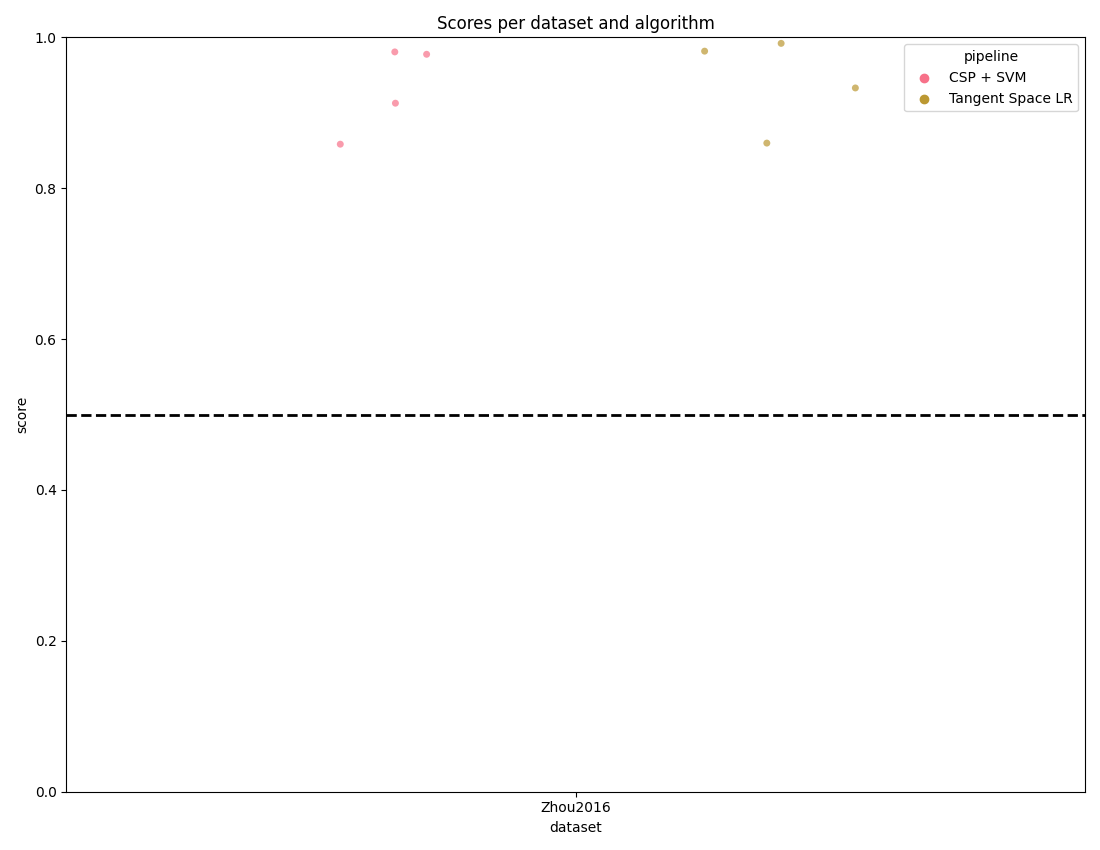 Scores per dataset and algorithm
1.0
0.8
0.6
0.4
0.2
0.0
score
pipeline
CSP + SVM
Tangent Space LR
Zhou2016
dataset